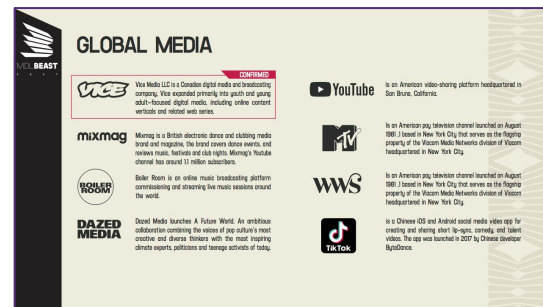 MDLBEAST
FEST
GLOBAL MEDIA
CONFIRMED
VICE
Vice Media LLC is a Canadian digital media and broadcasting
company, Vice expanded primarily into youth and young
adult-focused digital media, including online content
verticals and related web series.
mixmag
Mixmag is a British electronic dance and clubbing media
brand and magazine, the brand covers dance events, and
reviews music, festivals and club nights. Mixmag's Youtube
channel has around 1.1 million subscribers.
BOILER
ROOM
Boiler Room is an online music broadcasting platform
commissioning and streaming live music sessions around
the world.
DAZED
MEDIA
Dazed Media launches A Future World. An ambitious
collaboration combining the voices of pop culture's most
creative and diverse thinkers with the most inspiring
climate experts, politicians and teenage activists of today.
YouTube
is an American video-sharing platform headquartered in
San Bruno, California.
MTV
Is an American pay television channel launched on August
1981 .I based in New York City that serves as the flagship
property of the Viacom Media Networks division of Viacom
headquartered in New York City.
WWS
Is an American pay television channel launched on August
1981 .I based in New York City that serves as the flagship
property of the Viacom Media Networks division of Viacom
headquartered in New York City.
TikTok
is a Chinese iOS and Android social media video app for
creating and sharing short lip-sync, comedy, and talent
videos. The app was launched in 2017 by Chinese developer
ByteDance.